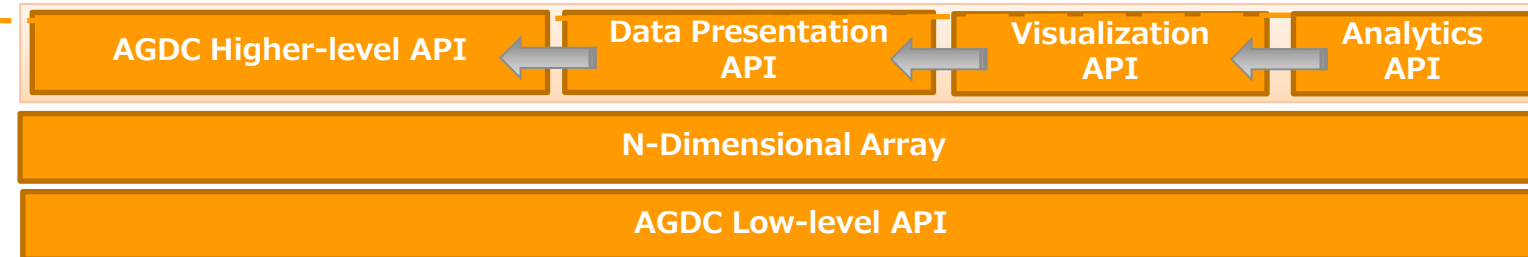 AGDC Higher-level API
Data Presentation
API
Visualization
API
Analytics
API
N-Dimensional Array
AGDC Low-level API